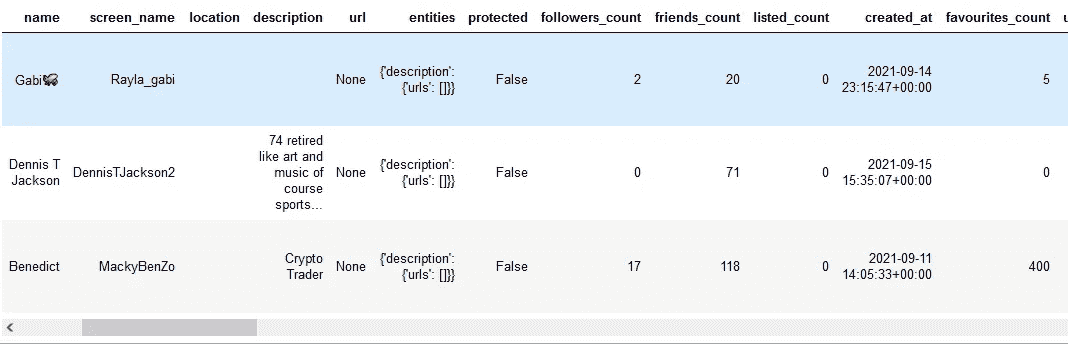 name screen_name location description url entities protected followers_count friends_count listed_count created_at favourites_count
Gabi Rayla_gabi None {'description': {'urls': []}} False 2 20 0 2021-09-14 23:15:47+00:00 5
Dennis T Jackson DennisTJackson2 74 retired like art and music of course sports... None {'description': {'urls': []}} False 0 71 0 2021-09-15 15:35:07+00:00 0
Benedict MackyBenZo Crypto Trader None {'description': {'urls': []}} False 17 118 0 2021-09-11 14:05:33+00:00 400